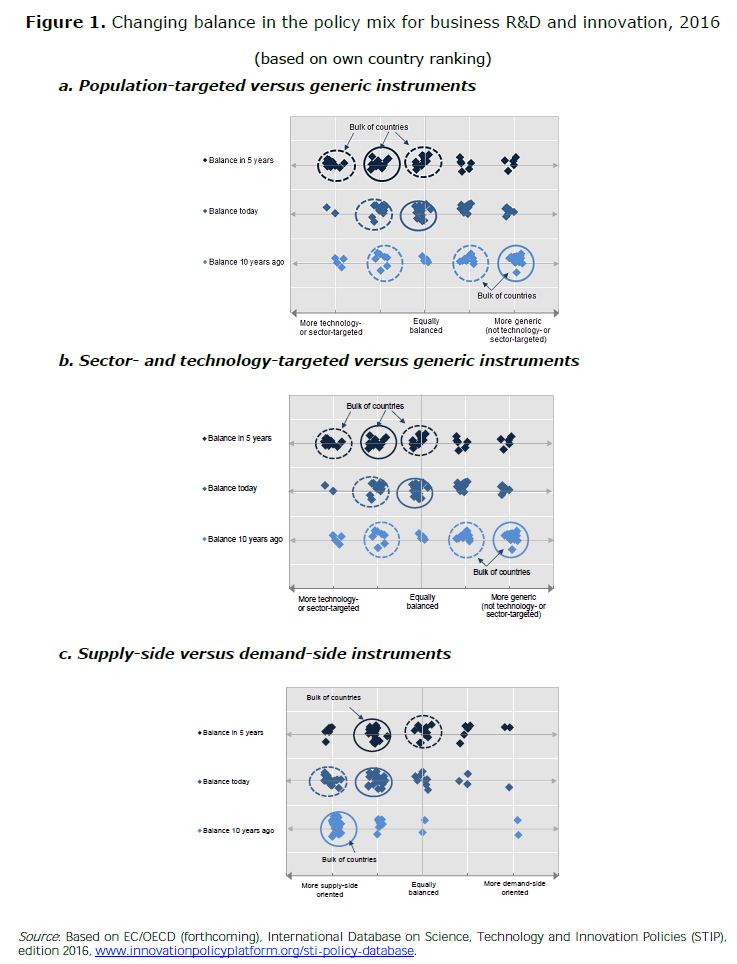 Figure 1. Changing balance in the policy mix for business R&D and innovation, 2016
(based on own country ranking)
a. Population-targeted versus generic instruments
Bulk of countries
Balance in 5 years
Balance today
Balance 10 years ago
Bulk of countries
More technology-
or sector-targeted
Equally
balanced
More generic
(not technology- or
sector-targeted)
b. Sector- and technology-targeted versus generic instruments
Bulk of countries
Balance in 5 years
Balance today
Balance 10 years ago
Bulk of countries
More technology-
or sector-targeted
Equally
balanced
More generic
(not technology- or
sector-targeted)
c. Supply-side versus demand-side instruments
Bulk of countries
Balance in 5 years
Balance today
Balance 10 years ago
Bulk of countries
More supply-side
oriented
Equally
balanced
More demand-side
oriented
Source: Based on EC/OECD (forthcoming), International Database on Science, Technology and Innovation Policies (STIP),
edition 2016, www.innovationpolicyplatform.org/sti-policy-database.